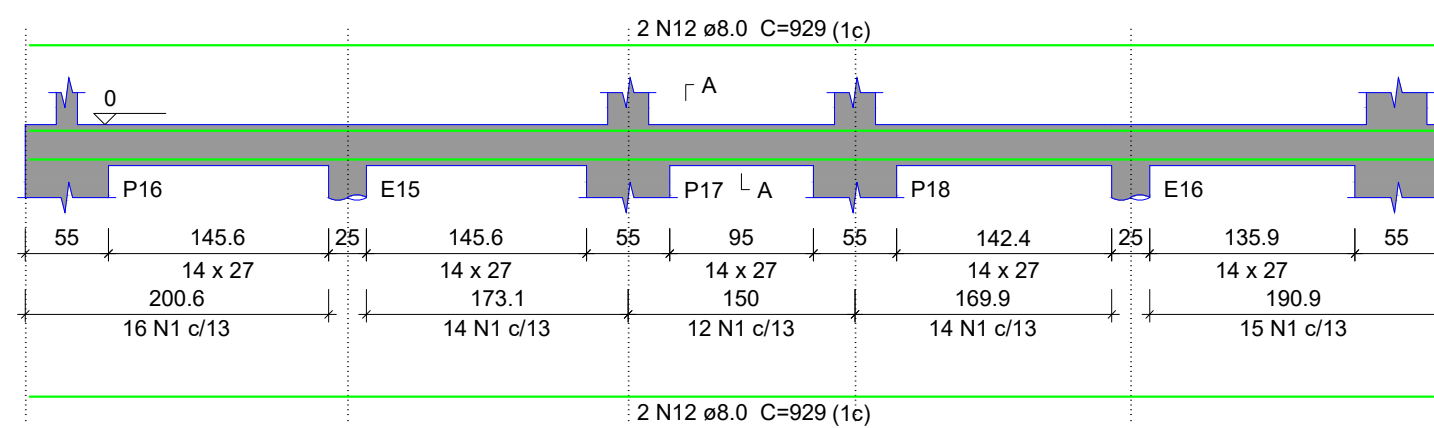 2 N12 ø8.0 C=929 (1c)
A
0
P16 E15 P17 A P18 E16
55 145.6 25 145.6 55 95 55 142.4 25 135.9 55
14 x 27 14 x 27 14 x 27 14 x 27 14 x 27
200.6 173.1 150 169.9 190.9
16 N1 c/13 14 N1 c/13 12 N1 c/13 14 N1 c/13 15 N1 c/13
2 N12 ø8.0 C=929 (1c)